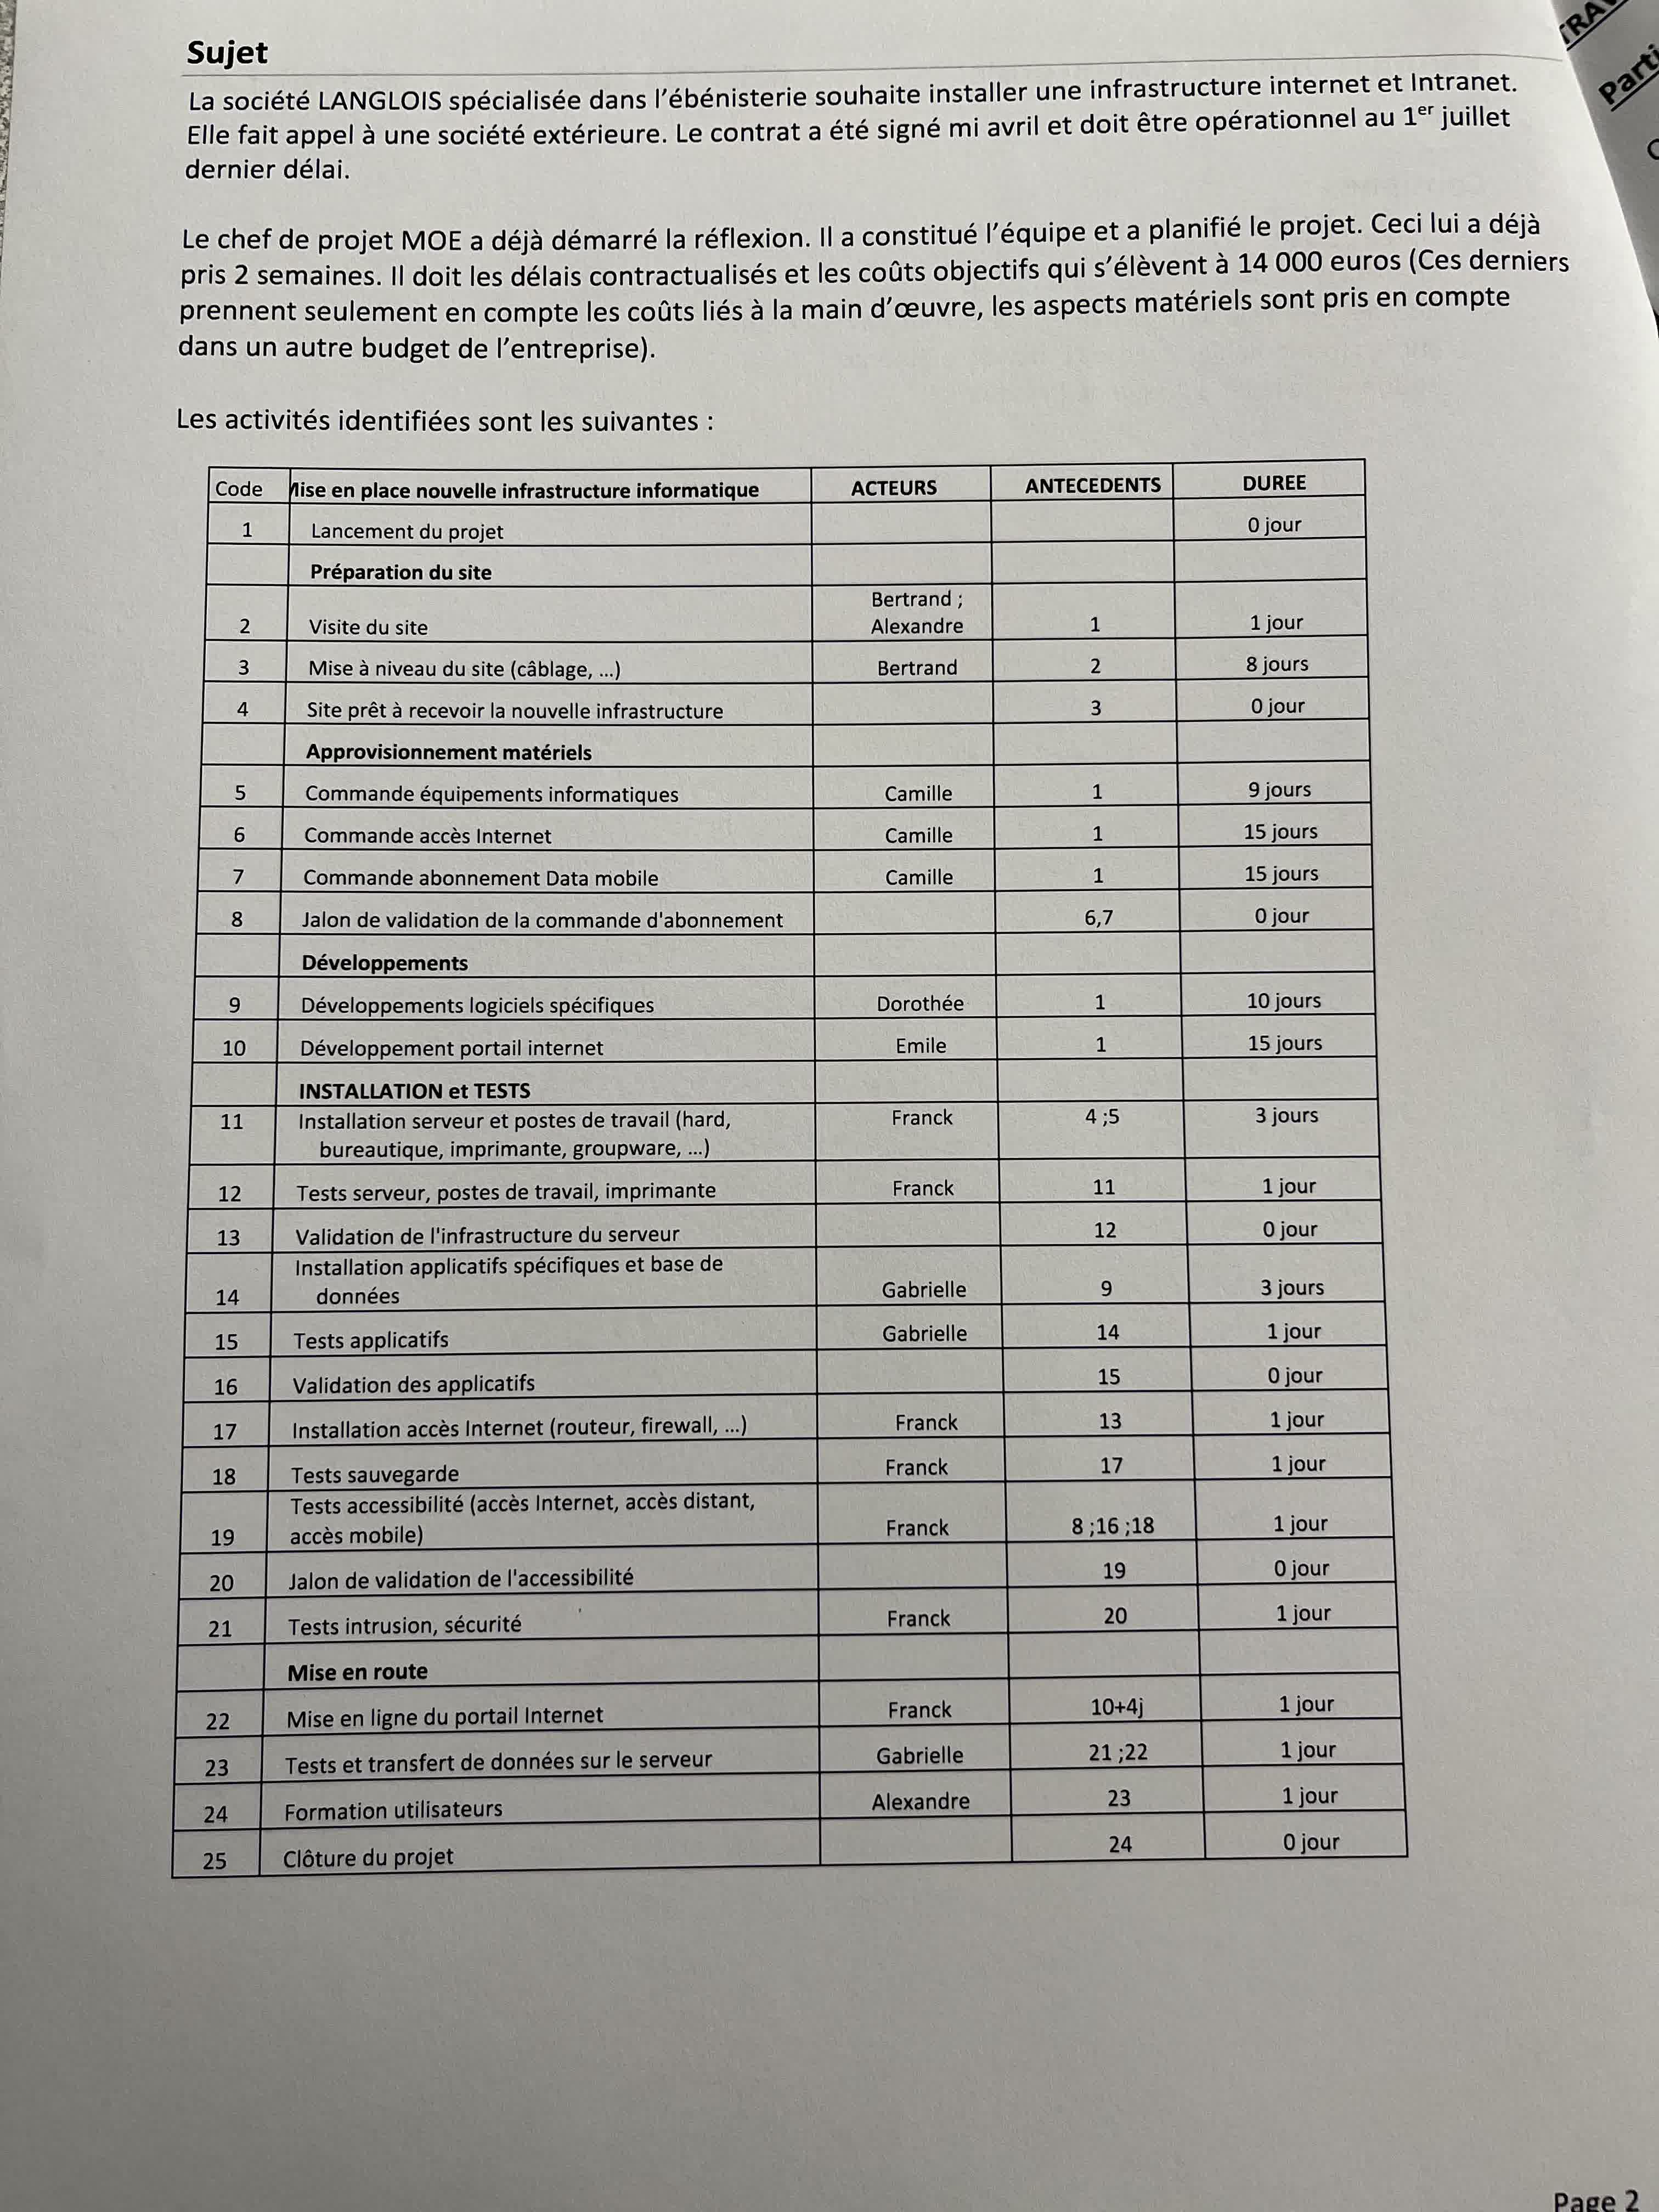 TRA
Parti
Sujet
La société LANGLOIS spécialisée dans l'ébénisterie souhaite installer une infrastructure internet et Intranet.
Elle fait appel à une société extérieure. Le contrat a été signé mi avril et doit être opérationnel au 1er juillet
dernier délai.
Le chef de projet MOE a déjà démarré la réflexion. Il a constitué l'équipe et a planifié le projet. Ceci lui a déjà
pris 2 semaines. Il doit les délais contractualisés et les coûts objectifs qui s'élèvent à 14 000 euros (Ces derniers
prennent seulement en compte les coûts liés à la main d'œuvre, les aspects matériels sont pris en compte
dans un autre budget de l'entreprise).
Les activités identifiées sont les suivantes :
Code Mise en place nouvelle infrastructure informatique ACTEURS ANTECEDENTS DUREE
1 Lancement du projet 0 jour
Préparation du site
2 Visite du site Bertrand ; Alexandre 1 1 jour
3 Mise à niveau du site (câblage, ...) Bertrand 2 8 jours
4 Site prêt à recevoir la nouvelle infrastructure 3 0 jour
Approvisionnement matériels
5 Commande équipements informatiques Camille 1 9 jours
6 Commande accès Internet Camille 1 15 jours
7 Commande abonnement Data mobile Camille 1 15 jours
8 Jalon de validation de la commande d'abonnement 6,7 0 jour
Développements
9 Développements logiciels spécifiques Dorothée 1 10 jours
10 Développement portail internet Emile 1 15 jours
INSTALLATION et TESTS
11 Installation serveur et postes de travail (hard, Franck 4 ;5 3 jours
bureautique, imprimante, groupware, ...)
12 Tests serveur, postes de travail, imprimante Franck 11 1 jour
13 Validation de l'infrastructure du serveur 12 0 jour
Installation applicatifs spécifiques et base de
14 données Gabrielle 9 3 jours
15 Tests applicatifs Gabrielle 14 1 jour
16 Validation des applicatifs 15 0 jour
17 Installation accès Internet (routeur, firewall, ...) Franck 13 1 jour
18 Tests sauvegarde Franck 17 1 jour
Tests accessibilité (accès Internet, accès distant,
19 accès mobile) Franck 8 ;16 ;18 1 jour
20 Jalon de validation de l'accessibilité 19 0 jour
21 Tests intrusion, sécurité Franck 20 1 jour
Mise en route
22 Mise en ligne du portail Internet Franck 10+4j 1 jour
23 Tests et transfert de données sur le serveur Gabrielle 21 ;22 1 jour
24 Formation utilisateurs Alexandre 23 1 jour
25 Clôture du projet 24 0 jour
Page 2